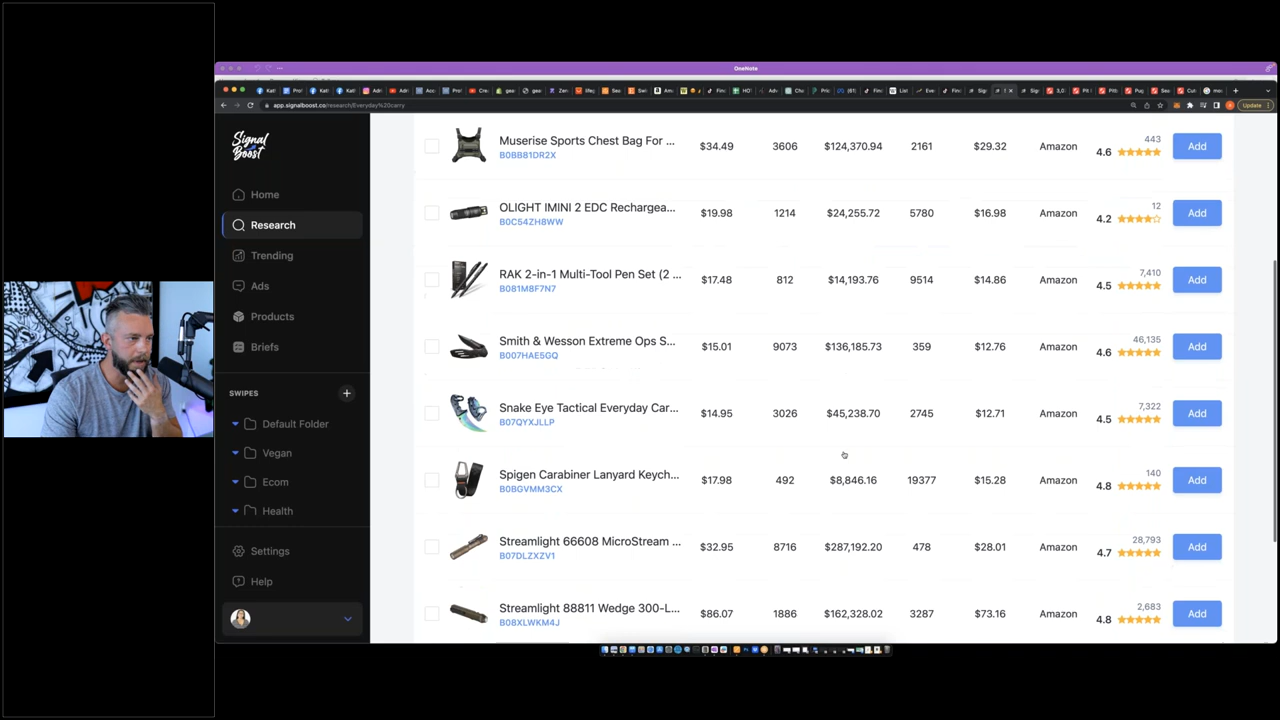 OneNote
app.signalboost.co/research/Everyday%20carry
Update
Signal
Boost
Home
Research
Trending
Ads
Products
Briefs
SWIPES
Default Folder
Vegan
Ecom
Health
Settings
Help
Muserise Sports Chest Bag For ... $34.49 3606 $124,370.94 2161 $29.32 Amazon 4.6 443 Add
B0BB81DR2X
OLIGHT IMINI 2 EDC Rechargea... $19.98 1214 $24,255.72 5780 $16.98 Amazon 4.2 12 Add
B0C54ZH8WW
RAK 2-in-1 Multi-Tool Pen Set (2 ... $17.48 812 $14,193.76 9514 $14.86 Amazon 4.5 7,410 Add
B081M8F7N7
Smith & Wesson Extreme Ops S... $15.01 9073 $136,185.73 359 $12.76 Amazon 4.6 46,135 Add
B007HAE5GQ
Snake Eye Tactical Everyday Car... $14.95 3026 $45,238.70 2745 $12.71 Amazon 4.5 7,322 Add
B07QYXJLLP
Spigen Carabiner Lanyard Keych... $17.98 492 $8,846.16 19377 $15.28 Amazon 4.8 140 Add
B0BGVMM3CX
Streamlight 66608 MicroStream ... $32.95 8716 $287,192.20 478 $28.01 Amazon 4.7 28,793 Add
B07DLZXZV1
Streamlight 88811 Wedge 300-L... $86.07 1886 $162,328.02 3287 $73.16 Amazon 4.8 2,683 Add
B08XLWKM4J